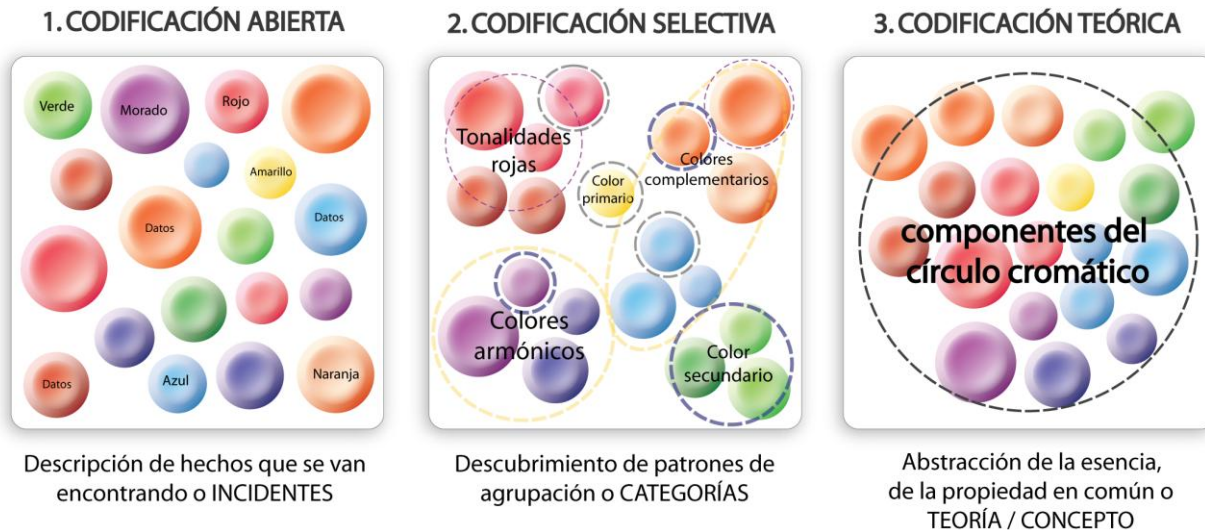 1. CODIFICACIÓN ABIERTA
Verde
Morado
Rojo
Amarillo
Datos
Datos
Datos
Azul
Naranja
Descripción de hechos que se van
encontrando o INCIDENTES
2. CODIFICACIÓN SELECTIVA
Tonalidades
rojas
Colores
complementarios
Color
primario
Colores
armónicos
Color
secundario
Descubrimiento de patrones de
agrupación o CATEGORÍAS
3. CODIFICACIÓN TEÓRICA
componentes del
círculo cromático
Abstracción de la esencia,
de la propiedad en común o
TEORÍA / CONCEPTO